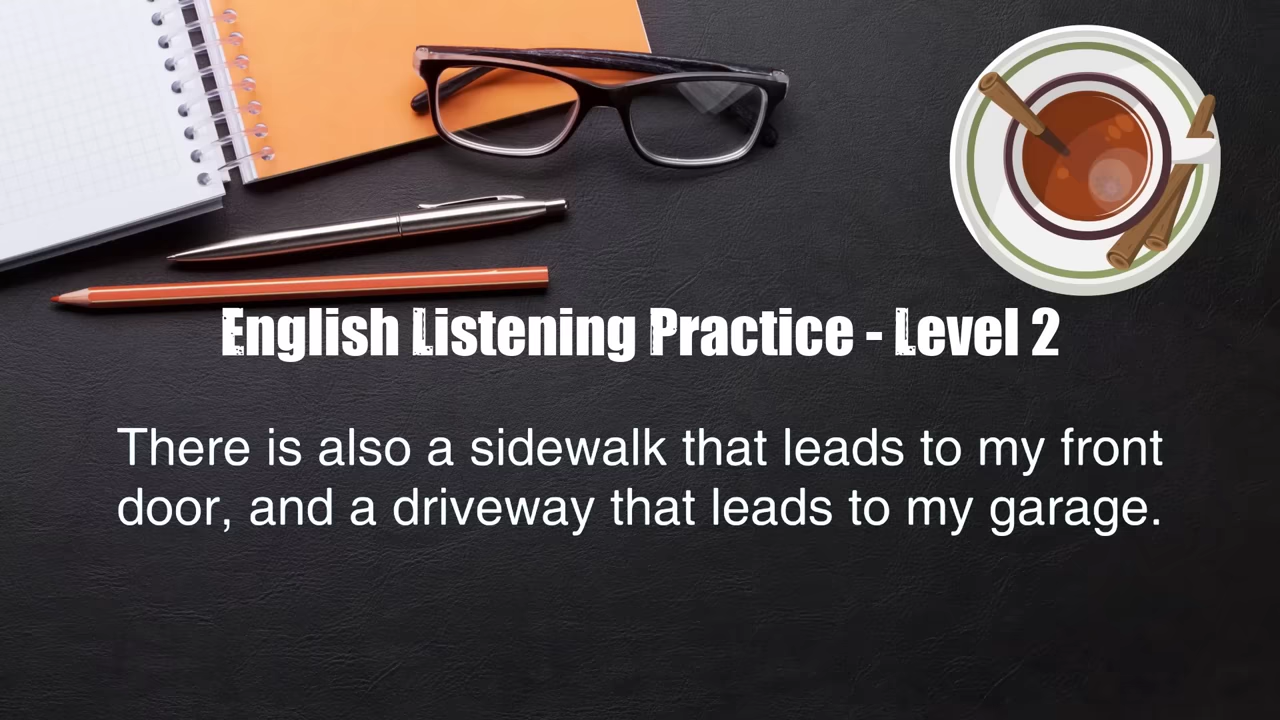 English Listening Practice - Level 2
There is also a sidewalk that leads to my front
door, and a driveway that leads to my garage.